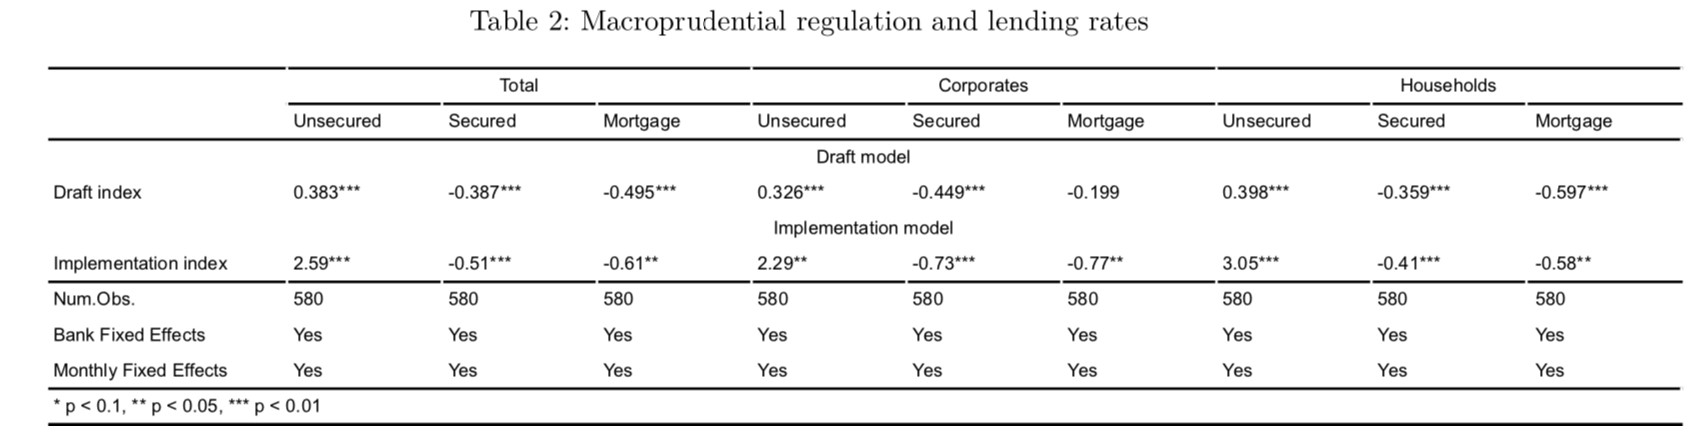 Table 2: Macroprudential regulation and lending rates
Total Corporates Households
Unsecured Secured Mortgage Unsecured Secured Mortgage Unsecured Secured Mortgage
Draft model
Draft index 0.383*** -0.387*** -0.495*** 0.326*** -0.449*** -0.199 0.398*** -0.359*** -0.597***
Implementation model
Implementation index 2.59*** -0.51*** -0.61** 2.29** -0.73*** -0.77** 3.05*** -0.41*** -0.58**
Num.Obs. 580 580 580 580 580 580 580 580 580
Bank Fixed Effects Yes Yes Yes Yes Yes Yes Yes Yes Yes
Monthly Fixed Effects Yes Yes Yes Yes Yes Yes Yes Yes Yes
* p < 0.1, ** p < 0.05, *** p < 0.01